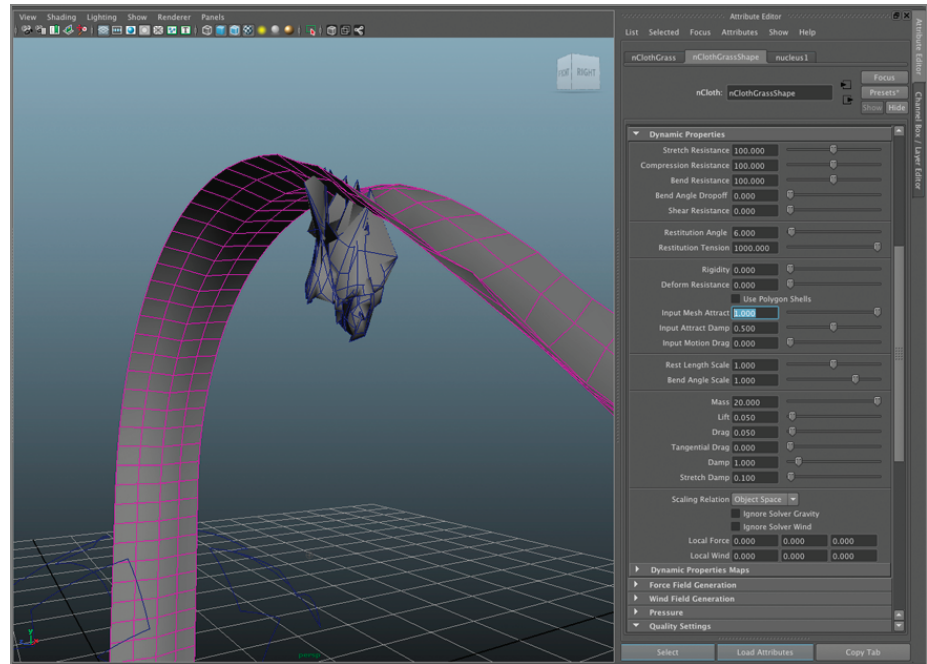 View Shading Lighting Show Renderer Panels
RIGHT
persp
Attribute Editor
List Selected Focus Attributes Show Help
nClothGrass nClothGrassShape nucleus1
nCloth: nClothGrassShape
Focus
Presets*
Show Hide
Dynamic Properties
Stretch Resistance 100.000
Compression Resistance 100.000
Bend Resistance 100.000
Bend Angle Dropoff 0.000
Shear Resistance 0.000
Restitution Angle 6.000
Restitution Tension 1000.000
Rigidity 0.000
Deform Resistance 0.000
Use Polygon Shells
Input Mesh Attract 1.000
Input Attract Damp 0.500
Input Motion Drag 0.000
Rest Length Scale 1.000
Bend Angle Scale 1.000
Mass 20.000
Lift 0.050
Drag 0.050
Tangential Drag 0.000
Damp 1.000
Stretch Damp 0.100
Scaling Relation Object Space
Ignore Solver Gravity
Ignore Solver Wind
Local Force 0.000 0.000 0.000
Local Wind 0.000 0.000 0.000
Dynamic Properties Maps
Force Field Generation
Wind Field Generation
Pressure
Quality Settings
Select Load Attributes Copy Tab
Attribute Editor
Channel Box / Layer Editor